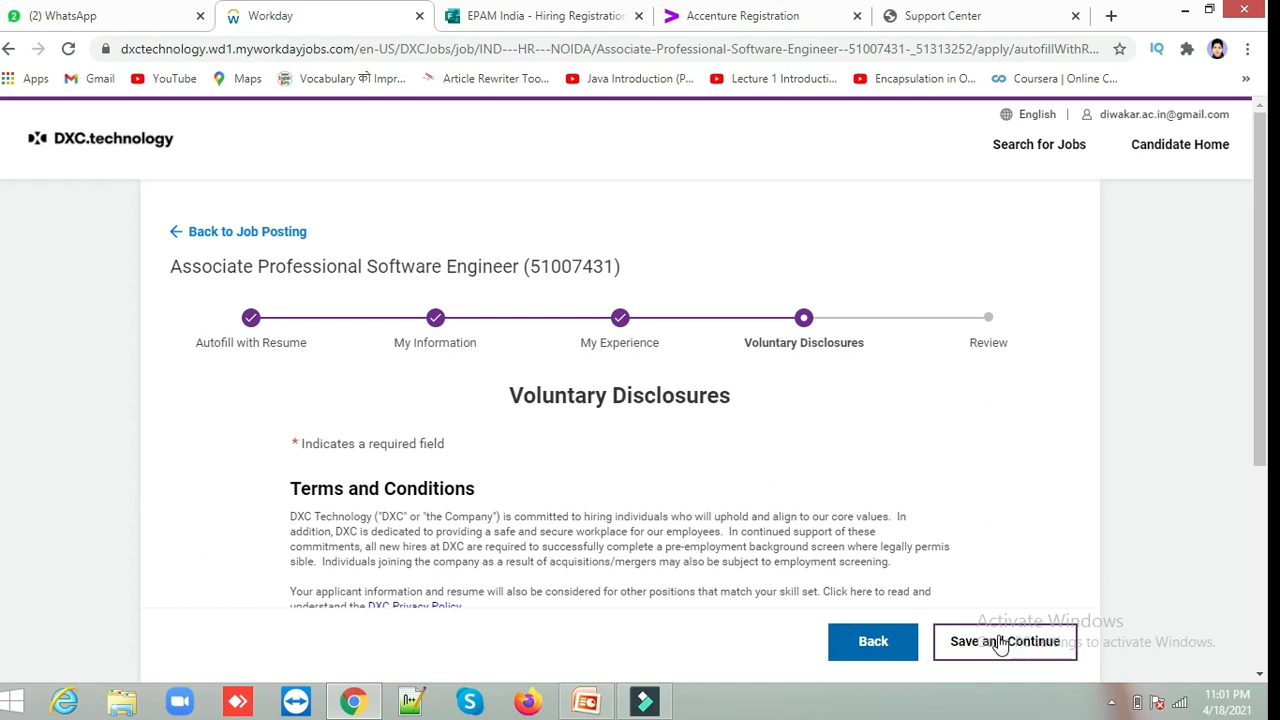 (2) WhatsApp
Workday
EPAM India - Hiring Registration
Accenture Registration
Support Center
dxctechnology.wd1.myworkdayjobs.com/en-US/DXCJobs/job/IND---HR---NOIDA/Associate-Professional-Software-Engineer--51007431-_51313252/apply/autofillWithR...
Apps
Gmail
YouTube
Maps
Vocabulary को Impr...
Article Rewriter Too...
Java Introduction (P...
Lecture 1 Introducti...
Encapsulation in O...
Coursera | Online C...
English | diwakar.ac.in@gmail.com
DXC.technology
Search for Jobs
Candidate Home
Back to Job Posting
Associate Professional Software Engineer (51007431)
Autofill with Resume
My Information
My Experience
Voluntary Disclosures
Review
Voluntary Disclosures
* Indicates a required field
Terms and Conditions
DXC Technology ("DXC" or "the Company") is committed to hiring individuals who will uphold and align to our core values. In
addition, DXC is dedicated to providing a safe and secure workplace for our employees. In continued support of these
commitments, all new hires at DXC are required to successfully complete a pre-employment background screen where legally permis
sible. Individuals joining the company as a result of acquisitions/mergers may also be subject to employment screening.
Your applicant information and resume will also be considered for other positions that match your skill set. Click here to read and
understand the DXC Privacy Policy
Activate Windows
Back
Save and Continue
settings to activate Windows.
11:01 PM
4/18/2021